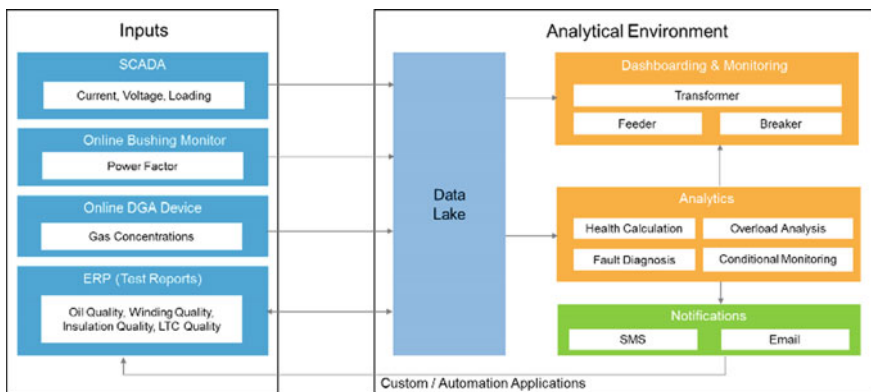 Inputs
SCADA
Current, Voltage, Loading
Online Bushing Monitor
Power Factor
Online DGA Device
Gas Concentrations
ERP (Test Reports)
Oil Quality, Winding Quality,
Insulation Quality, LTC Quality
Analytical Environment
Data
Lake
Dashboarding & Monitoring
Transformer
Feeder
Breaker
Analytics
Health Calculation
Overload Analysis
Fault Diagnosis
Conditional Monitoring
Notifications
SMS
Email
Custom / Automation Applications